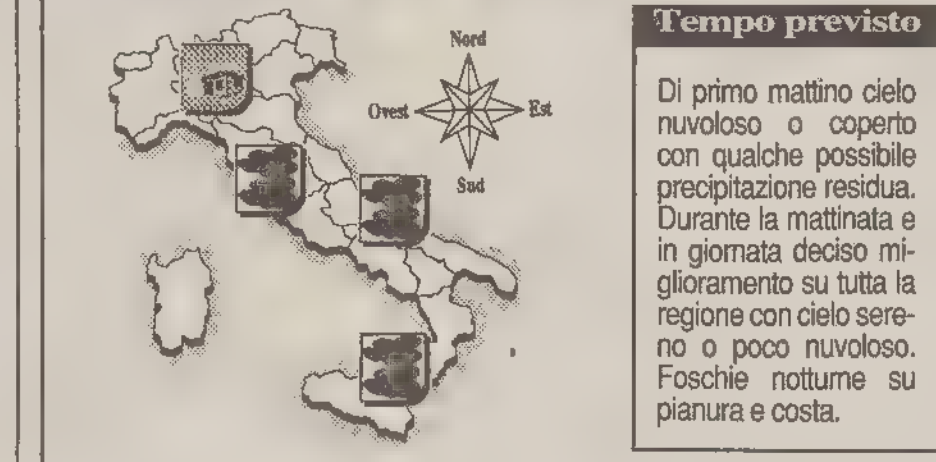 Nord
Ovest
Est
Sud
Tempo previsto
Di primo mattino cielo
nuvoloso o coperto
con qualche possibile
precipitazione residua.
Durante la mattinata e
in giornata deciso mi-
glioramento su tutta la
regione con cielo sere-
no o poco nuvoloso.
Foschie notturne su
pianura e costa.